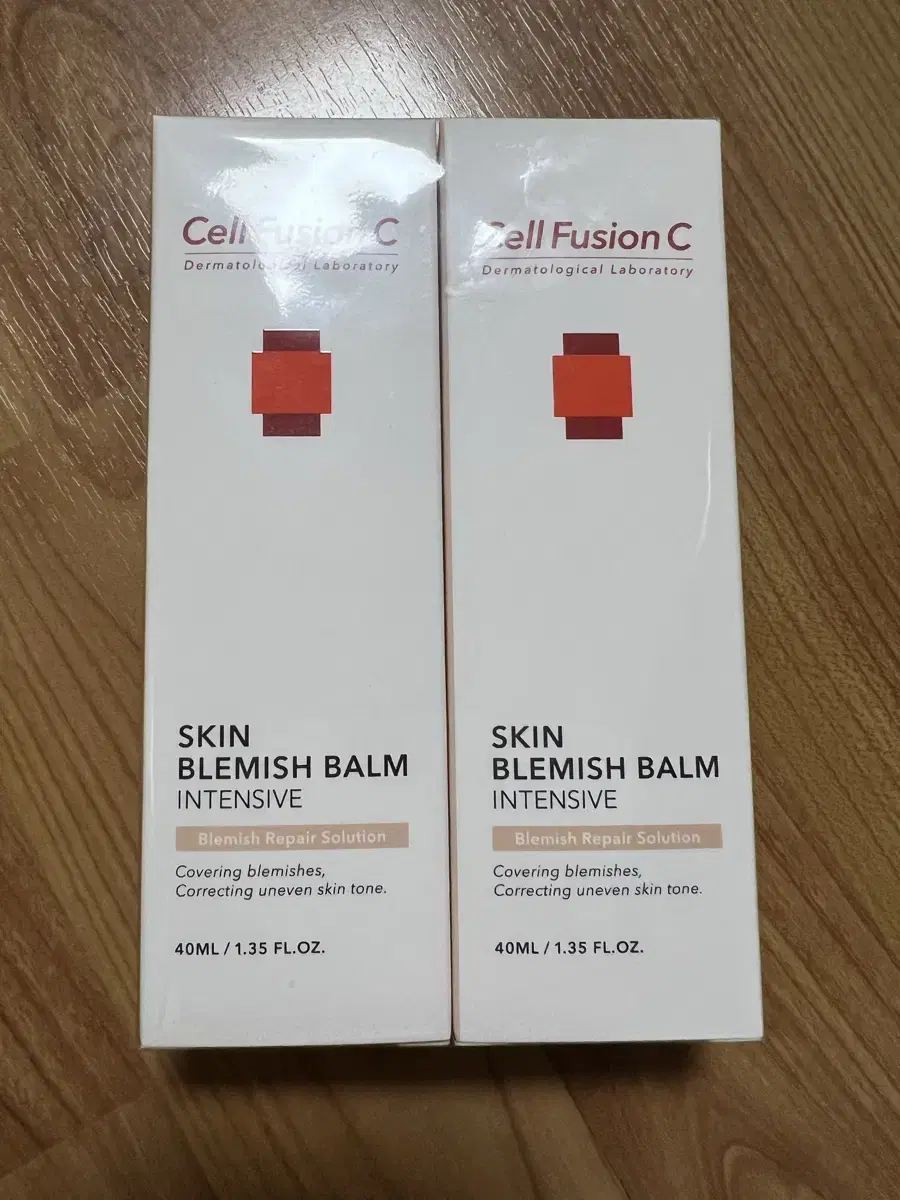 Cell Fusion C
Dermatological Laboratory
SKIN
BLEMISH BALM
INTENSIVE
Blemish Repair Solution
Covering blemishes,
Correcting uneven skin tone.
40ML / 1.35 FL.OZ.
Cell Fusion C
Dermatological Laboratory
SKIN
BLEMISH BALM
INTENSIVE
Blemish Repair Solution
Covering blemishes,
Correcting uneven skin tone.
40ML / 1.35 FL.OZ.